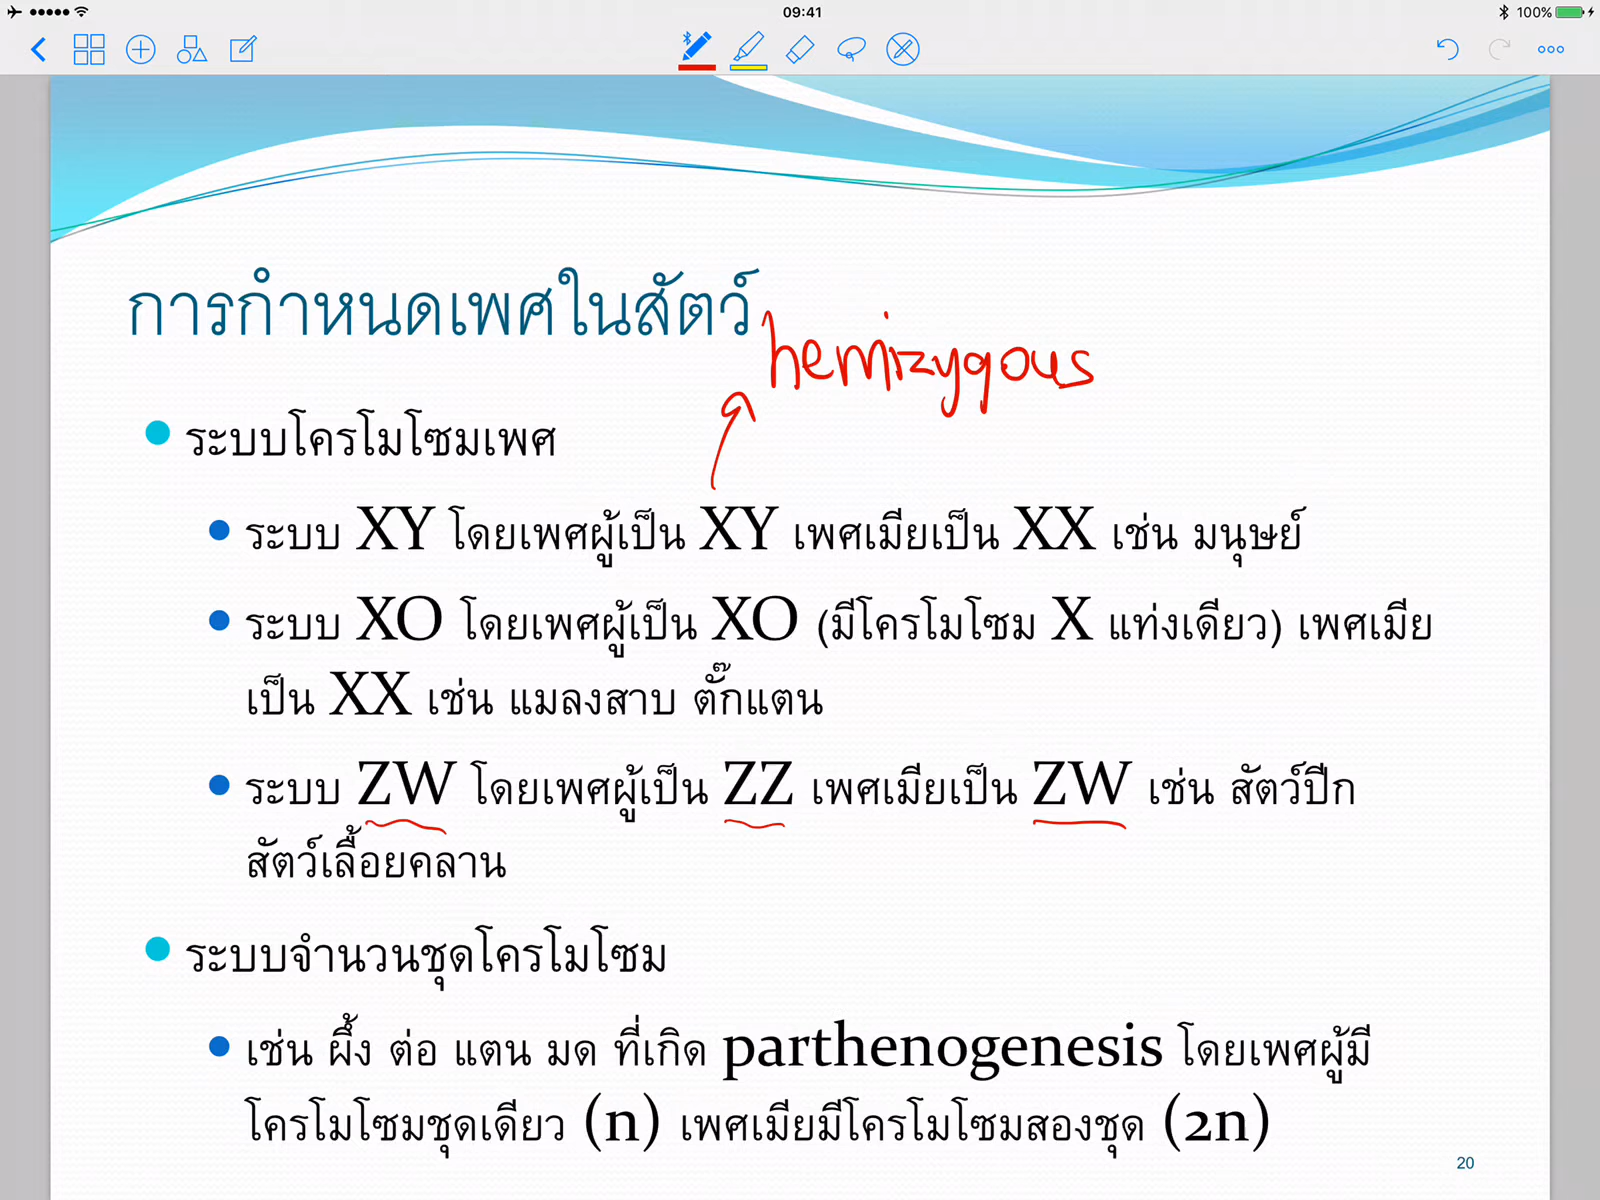 09:41
100%
การกำหนดเพศในสัตว์
hemizygous
ระบบโครโมโซมเพศ
ระบบ XY โดยเพศผู้เป็น XY เพศเมียเป็น XX เช่น มนุษย์
ระบบ XO โดยเพศผู้เป็น XO (มีโครโมโซม X แท่งเดียว) เพศเมีย
เป็น XX เช่น แมลงสาบ ตั๊กแตน
ระบบ ZW โดยเพศผู้เป็น ZZ เพศเมียเป็น ZW เช่น สัตว์ปีก
สัตว์เลื้อยคลาน
ระบบจำนวนชุดโครโมโซม
เช่น ผึ้ง ต่อ แตน มด ที่เกิด parthenogenesis โดยเพศผู้มี
โครโมโซมชุดเดียว (n) เพศเมียมีโครโมโซมสองชุด (2n)
20